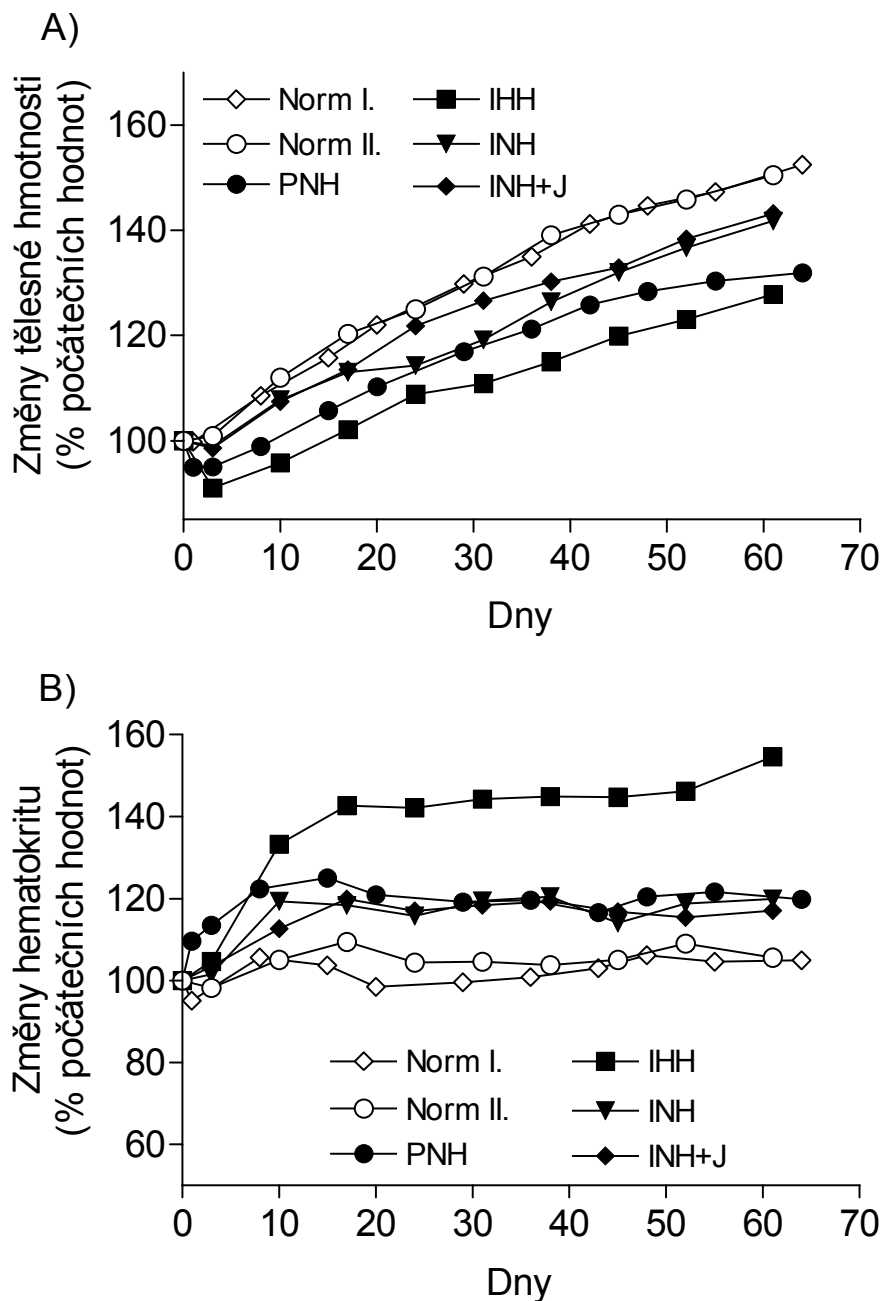 A)
Změny tělesné hmotnosti
(% počátečních hodnot)
160
140
120
100
Norm I.
Norm II.
PNH
IHH
INH
INH+J
0 10 20 30 40 50 60 70
Dny
B)
Změny hematokritu
(% počátečních hodnot)
160
140
120
100
80
60
Norm I.
Norm II.
PNH
IHH
INH
INH+J
0 10 20 30 40 50 60 70
Dny